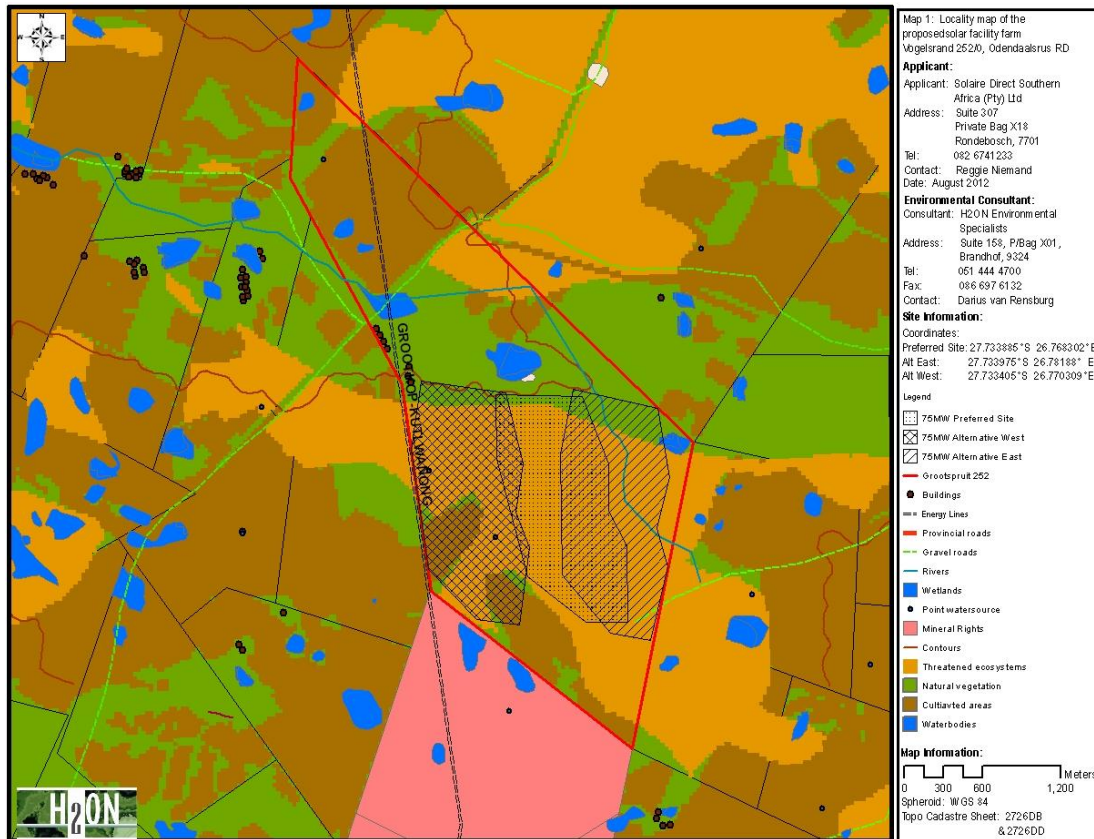 N
W E
S
GROOTKOP-KUTLWANONG
H2ON
Map 1: Locality map of the
proposedsolar facility farm
Vogelsrand 252/0, Odendaalsrus RD
Applicant:
Applicant: Solaire Direct Southern
Africa (Pty) Ltd
Address: Suite 307
Private Bag X18
Rondebosch, 7701
Tel: 082 6741233
Contact: Reggie Niemand
Date: August 2012
Environmental Consultant:
Consultant: H2ON Environmental
Specialists
Address: Suite 158, P/Bag X01,
Brandhof, 9324
Tel: 051 444 4700
Fax: 086 697 6132
Contact: Darius van Rensburg
Site Information:
Coordinates:
Preferred Site: 27.733885°S 26.768302°E
Alt East: 27.733975°S 26.78188° E
Alt West: 27.733405°S 26.770309°E
Legend
75MW Preferred Site
75MW Alternative West
75MW Alternative East
Grootspruit 252
Buildings
Energy Lines
Provincial roads
Gravel roads
Rivers
Wetlands
Point watersource
Mineral Rights
Contours
Threatened ecosystems
Natural vegetation
Cultiavted areas
Waterbodies
Map Information:
Meters
0 300 600 1,200
Spheroid: WGS 84
Topo Cadastre Sheet: 2726DB
& 2726DD